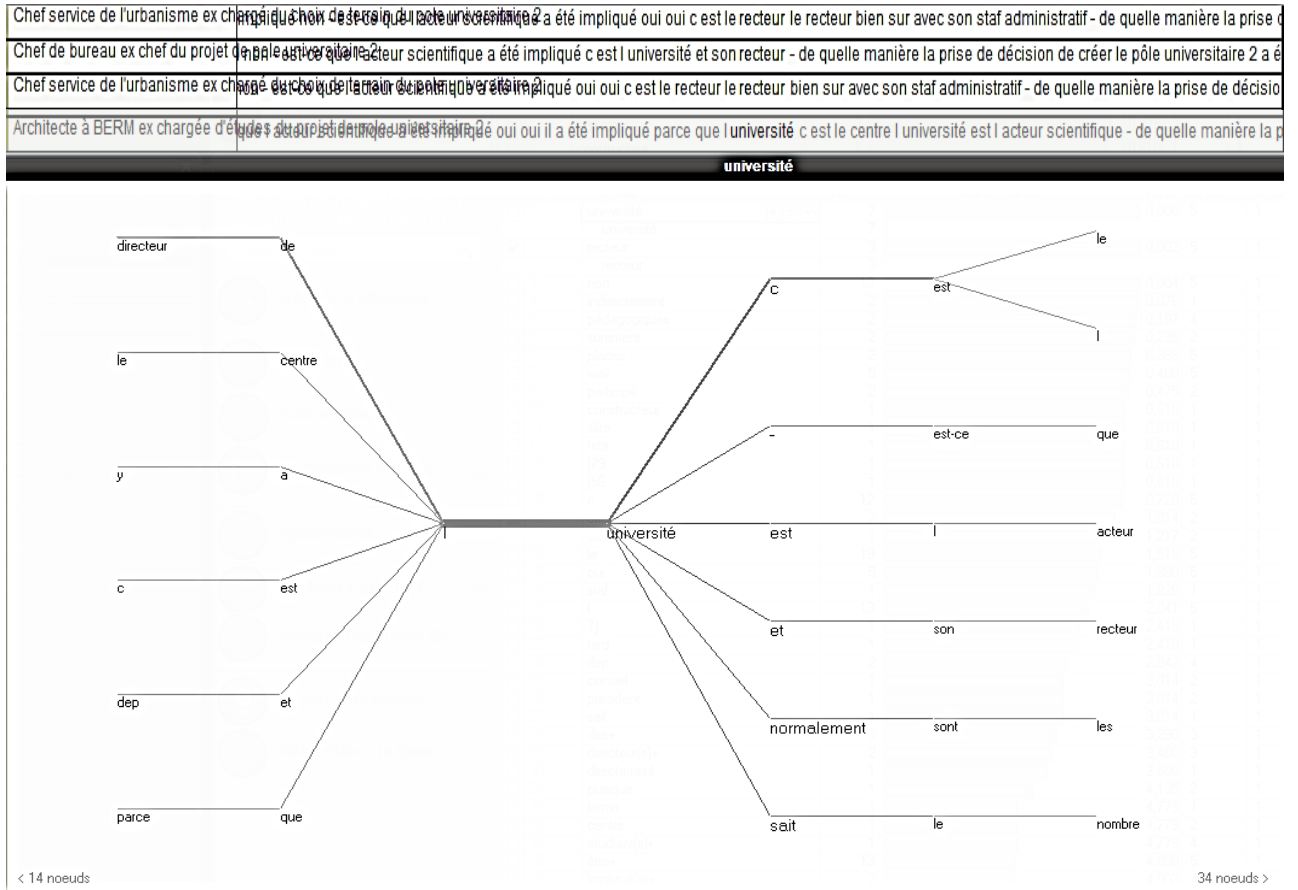 Chef service de l'urbanisme ex chargé du choix de terrain du pole universitaire 2 impliqué non - est-ce que l acteur scientifique a été impliqué oui oui c est le recteur le recteur bien sur avec son staf administratif - de quelle manière la prise d
Chef de bureau ex chef du projet de pole universitaire 2 non - est-ce que l acteur scientifique a été impliqué c est l université et son recteur - de quelle manière la prise de décision de créer le pôle universitaire 2 a é
Chef service de l'urbanisme ex chargé du choix de terrain du pole universitaire 2 non - est-ce que l acteur scientifique a été impliqué oui oui c est le recteur le recteur bien sur avec son staf administratif - de quelle manière la prise de décisio
Architecte à BERM ex chargée d'études du projet de pole universitaire 2 que l acteur scientifique a été impliqué oui oui il a été impliqué parce que l université c est le centre l université est l acteur scientifique - de quelle manière la p
université
directeur de
le
c est
le centre
l
- est-ce que
y a
l université est l acteur
c est
et son recteur
dep et
normalement sont les
parce que
sait le nombre
< 14 noeuds
34 noeuds >